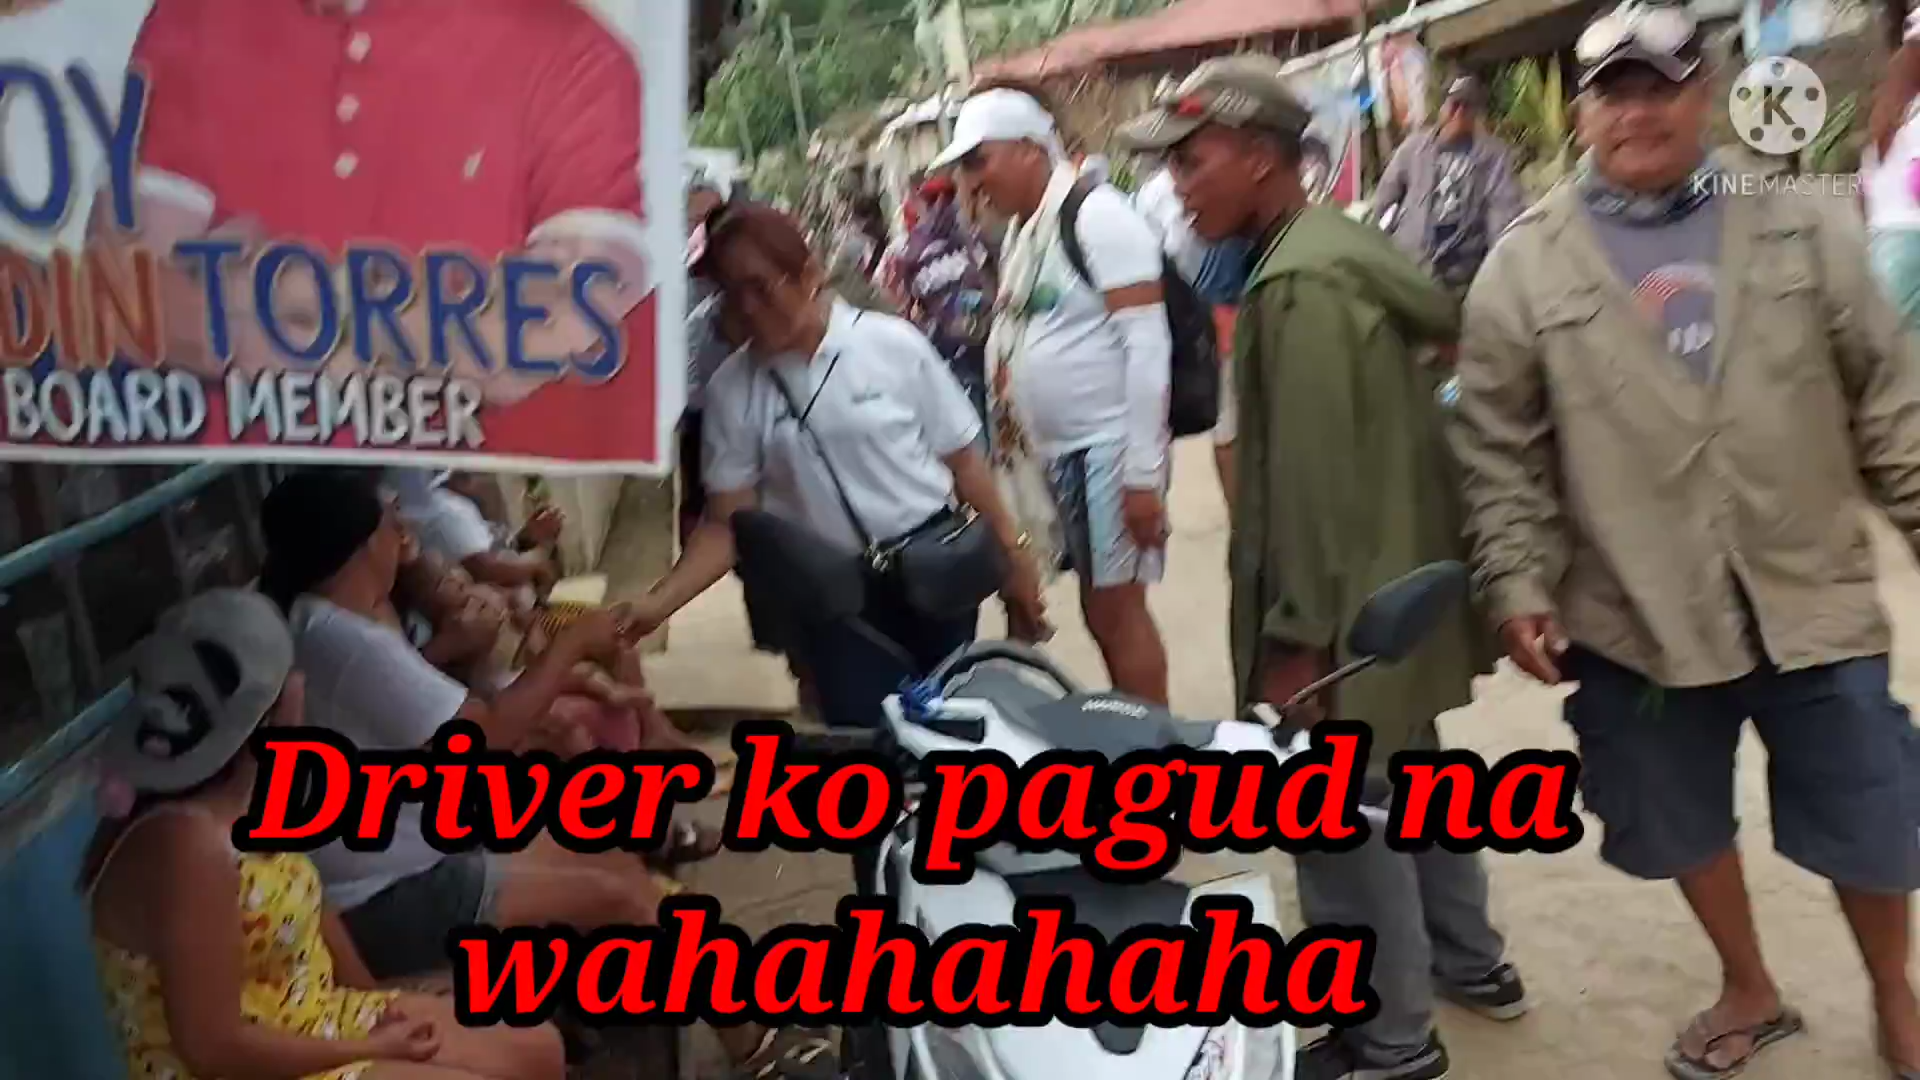 OY
DIN TORRES
BOARD MEMBER
K
KINEMASTER
Driver ko pagud na
wahahahaha